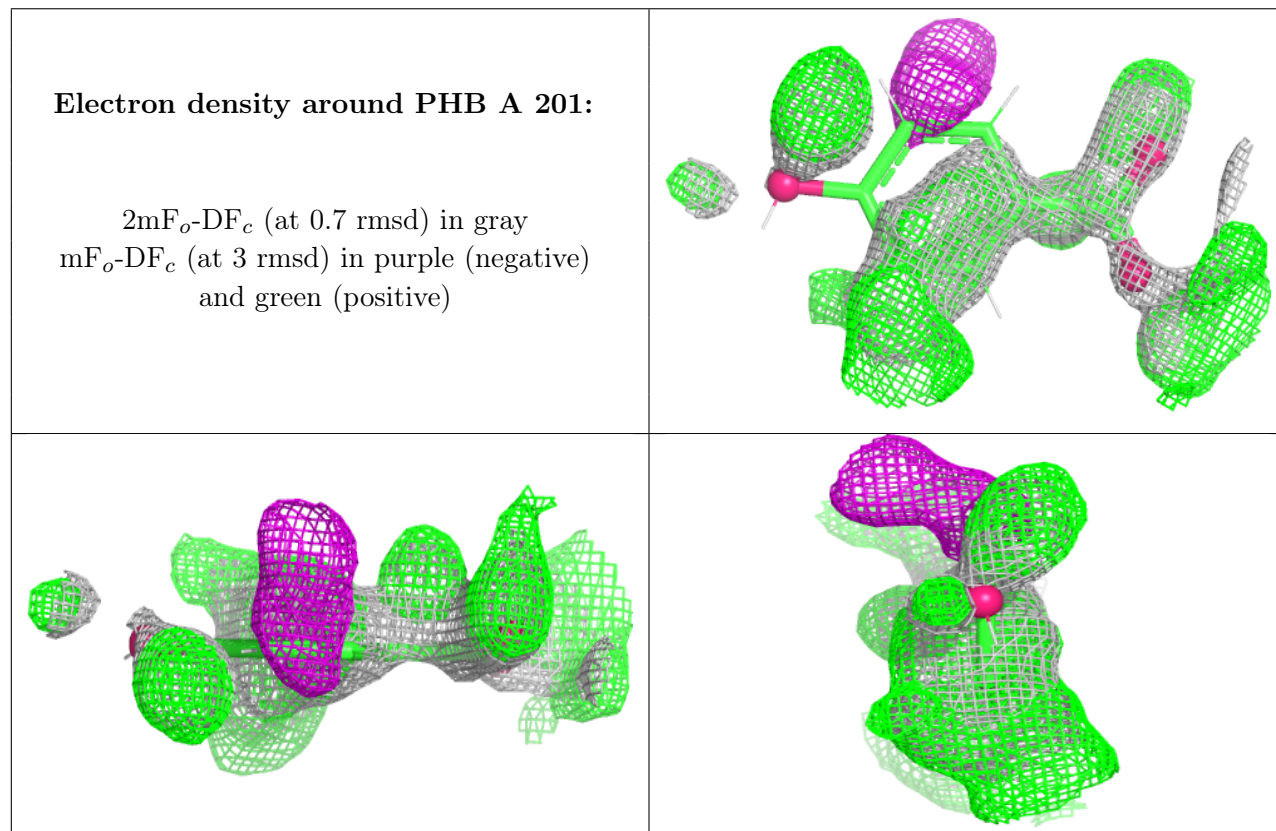 Electron density around PHB A 201:
2mFo-DFc (at 0.7 rmsd) in gray
mFo-DFc (at 3 rmsd) in purple (negative)
and green (positive)